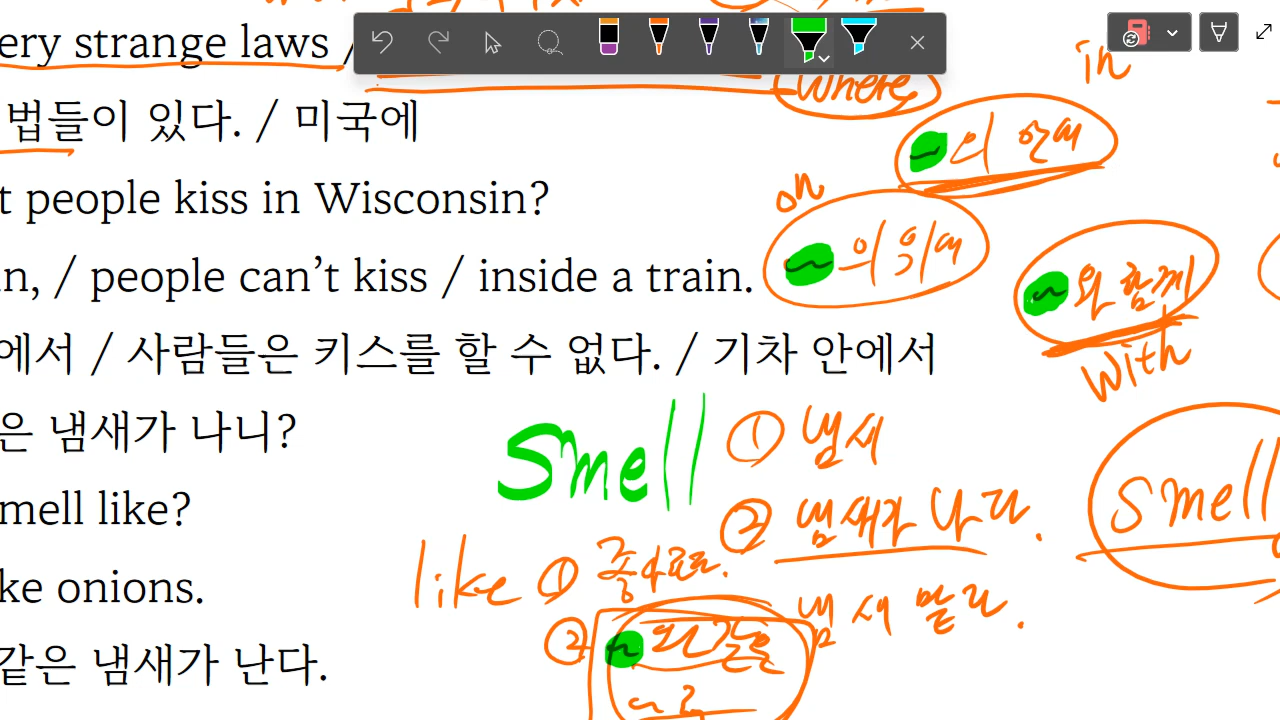 ery strange laws /
where
in
법들이 있다. / 미국에
~의 안에
t people kiss in Wisconsin?
on
~의 위에
n, / people can't kiss / inside a train.
~와 함께
with
에서 / 사람들은 키스를 할 수 없다. / 기차 안에서
은 냄새가 나니?
smell ① 냄새
② 냄새가 나다.
smell
mell like?
like ① 좋아
냄새 맡다.
ke onions.
② ~와 같은
같은 냄새가 난다.